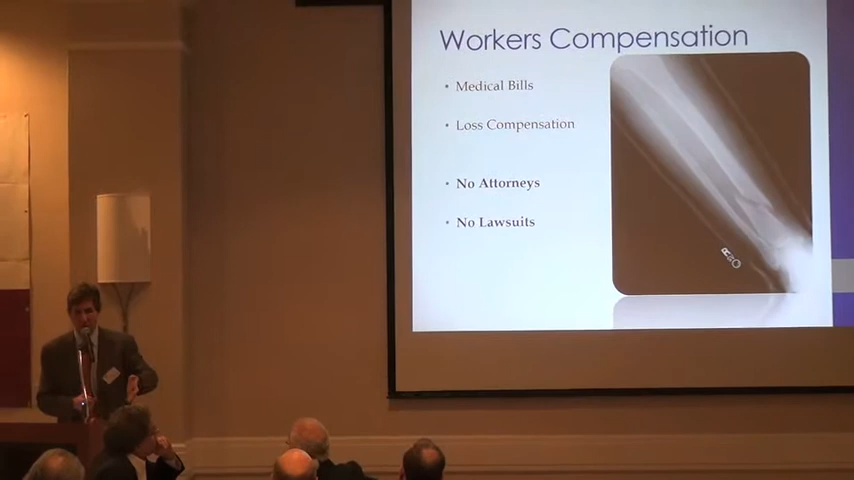 Workers Compensation
• Medical Bills
• Loss Compensation
• No Attorneys
• No Lawsuits